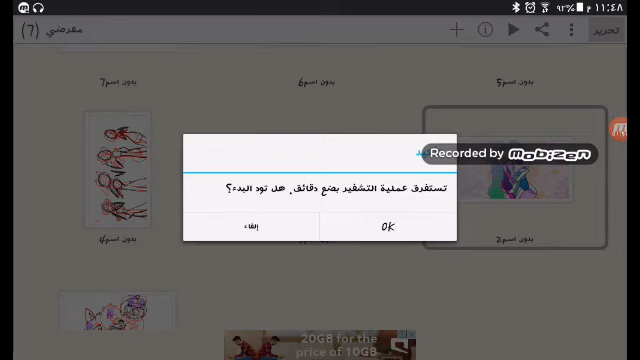 ٩٢% ١١:٤٨ م
معرضي (7)
تحرير
بدون اسم7
بدون اسم6
بدون اسم5
Recorded by MOBIZEN
تستغرق عملية التشفير بضع دقائق. هل تود البدء؟
إلغاء
OK
بدون اسم4
بدون اسم2
20GB for the
price of 10GB